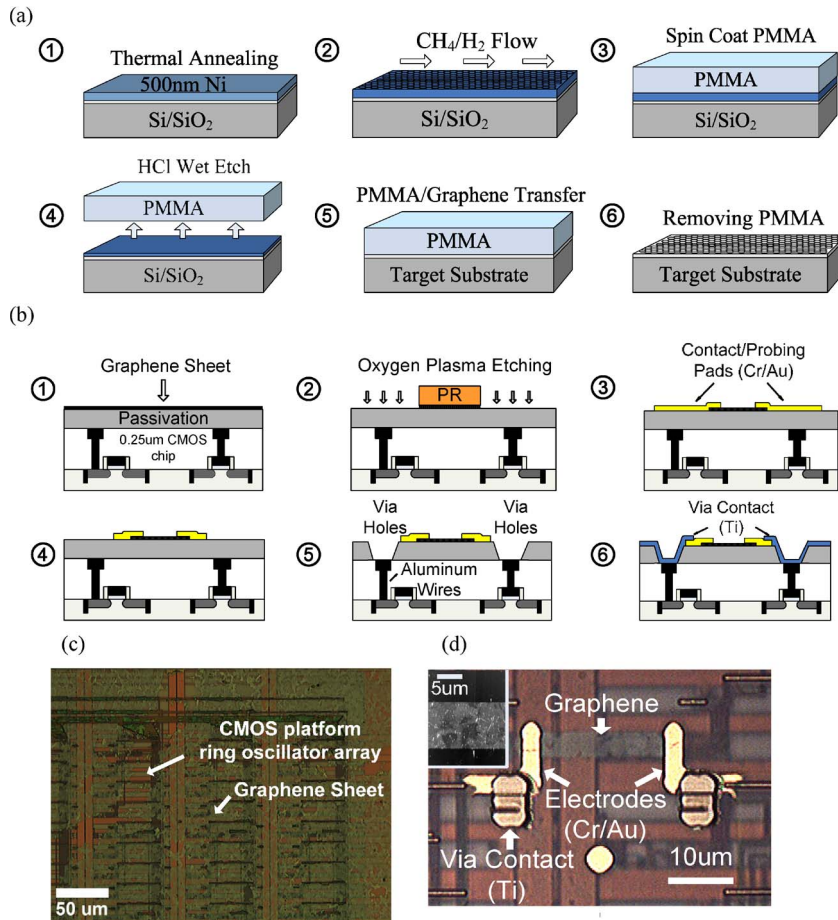 (a)
① Thermal Annealing
500nm Ni
Si/SiO₂
② CH₄/H₂ Flow
Si/SiO₂
③ Spin Coat PMMA
PMMA
Si/SiO₂
④ HCl Wet Etch
PMMA
Si/SiO₂
⑤ PMMA/Graphene Transfer
PMMA
Target Substrate
⑥ Removing PMMA
Target Substrate
(b)
① Graphene Sheet
Passivation
0.25um CMOS
chip
② Oxygen Plasma Etching
PR
③ Contact/Probing
Pads (Cr/Au)
④
⑤ Via
Holes
Via
Holes
Aluminum
Wires
⑥ Via Contact
(Ti)
(c)
CMOS platform
ring oscillator array
Graphene Sheet
50 um
(d)
5um
Graphene
Electrodes
(Cr/Au)
Via Contact
(Ti)
10um